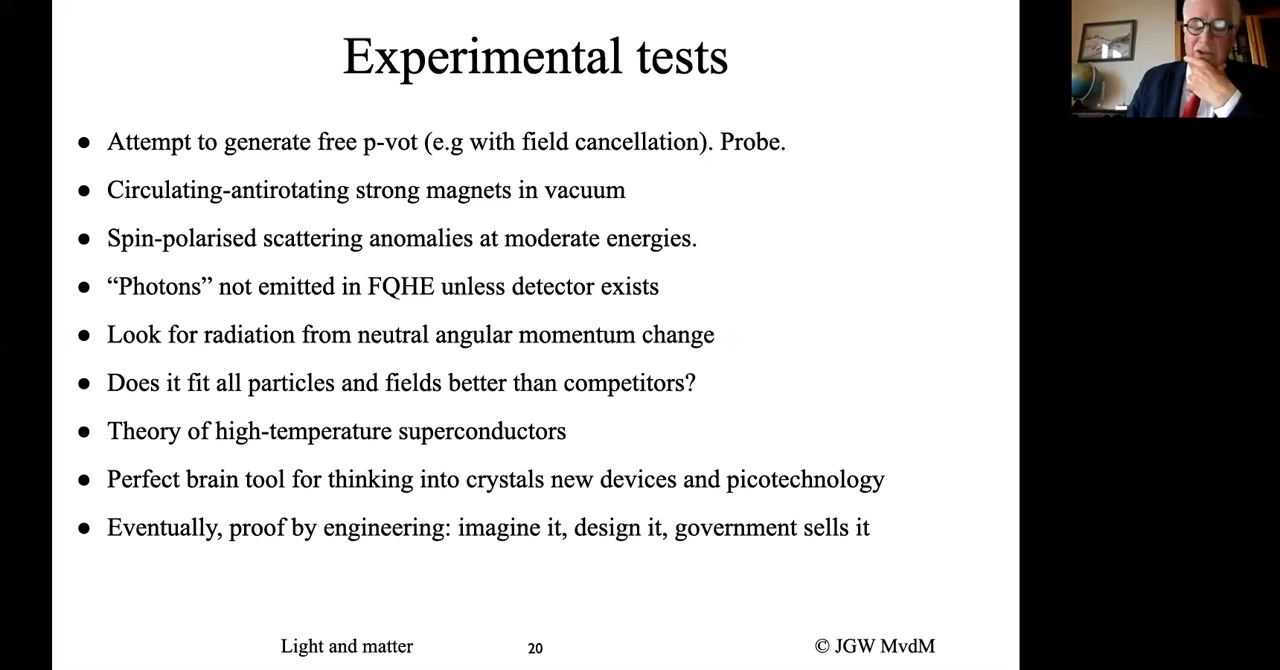 Experimental tests
● Attempt to generate free p-vot (e.g with field cancellation). Probe.
● Circulating-antirotating strong magnets in vacuum
● Spin-polarised scattering anomalies at moderate energies.
● “Photons” not emitted in FQHE unless detector exists
● Look for radiation from neutral angular momentum change
● Does it fit all particles and fields better than competitors?
● Theory of high-temperature superconductors
● Perfect brain tool for thinking into crystals new devices and picotechnology
● Eventually, proof by engineering: imagine it, design it, government sells it
Light and matter 20 © JGW MvdM